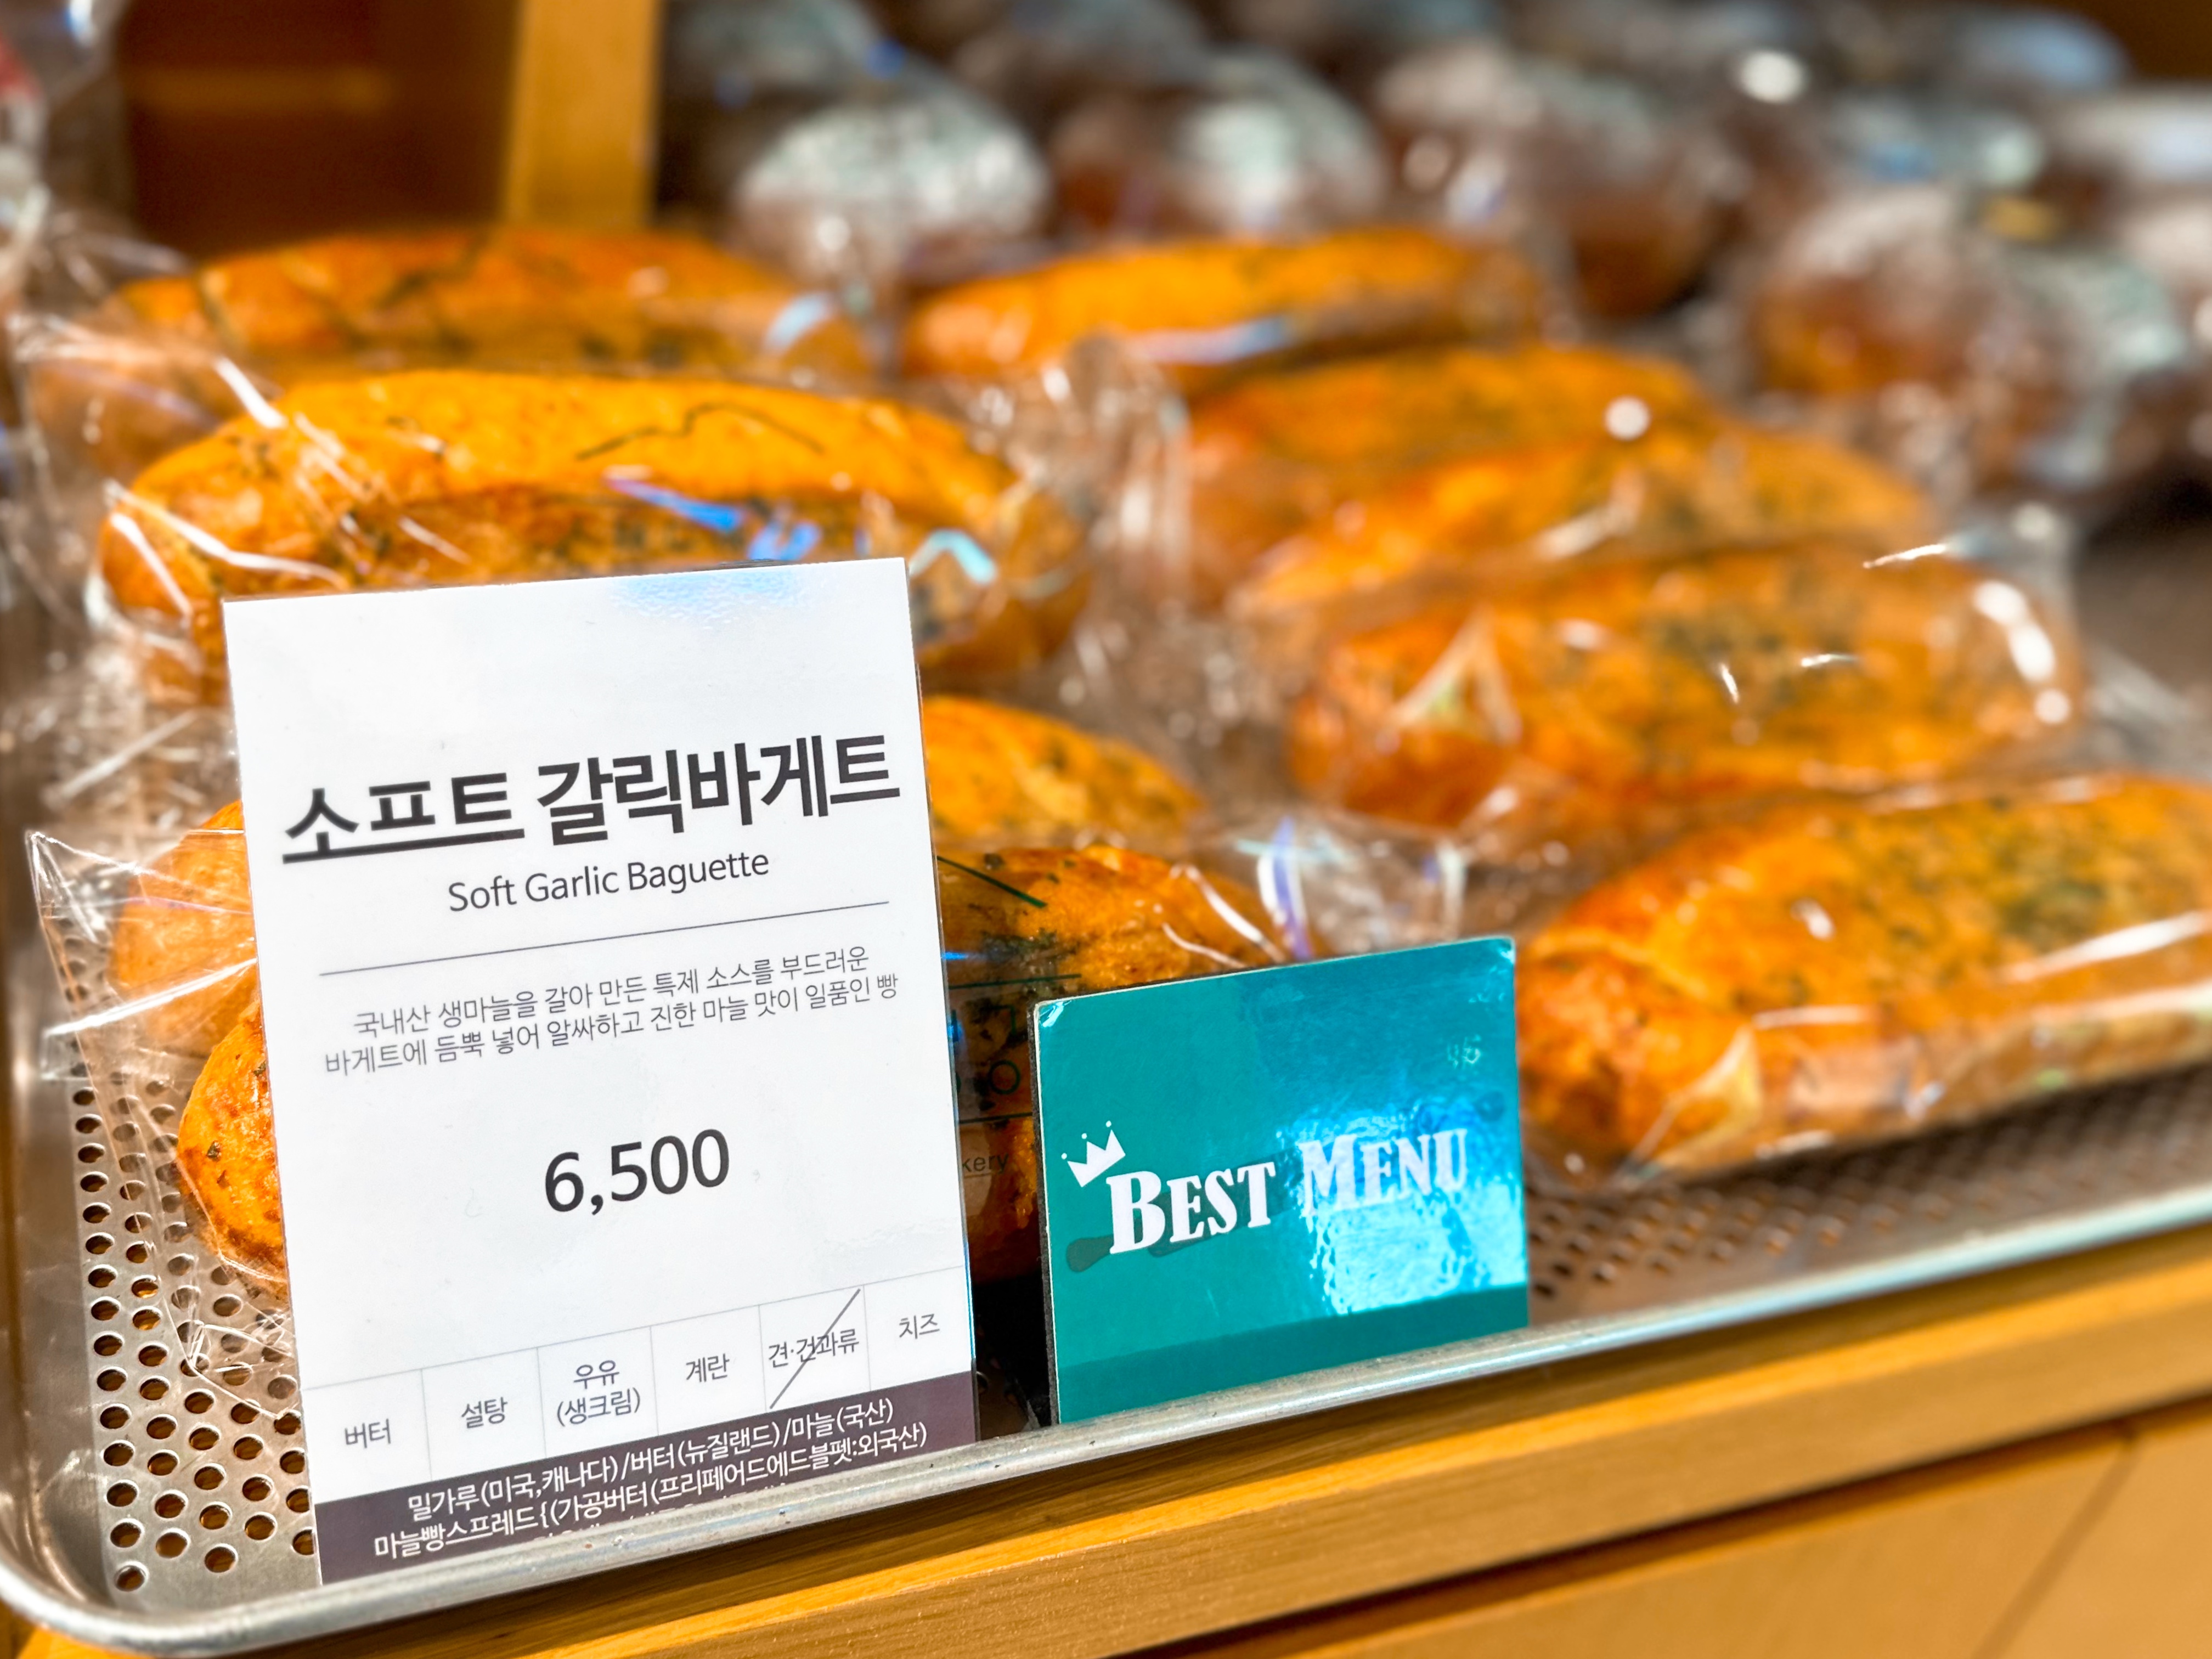 소프트 갈릭바게트
Soft Garlic Baguette
국내산 생마늘을 갈아 만든 특제 소스를 부드러운
바게트에 듬뿍 넣어 알싸하고 진한 마늘 맛이 일품인 빵
6,500
버터 설탕 우유 (생크림) 계란 견·건과류 치즈
밀가루(미국,캐나다)/버터(뉴질랜드)/마늘(국산)
마늘빵스프레드{(가공버터(프리페어드에드블펫:외국산)
kery
BEST MENU